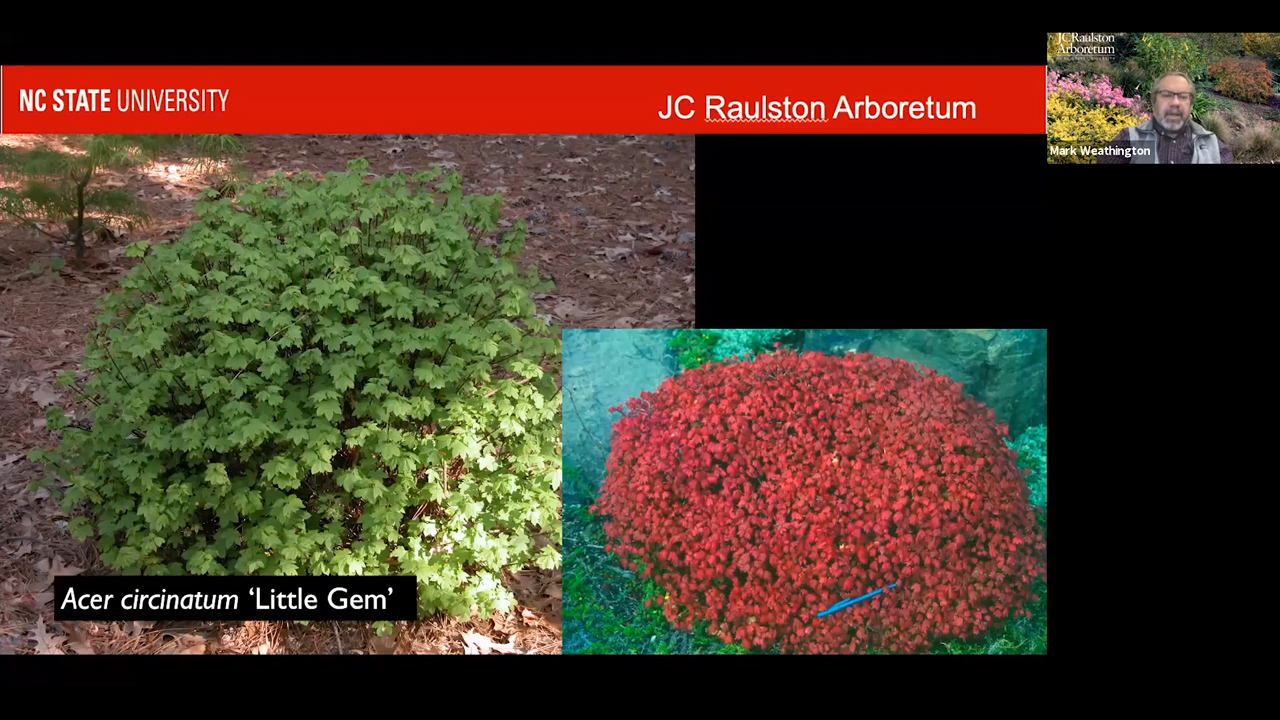 NC STATE UNIVERSITY
JC Raulston Arboretum
JC Raulston
Arboretum
Mark Weathington
Acer circinatum ‘Little Gem’